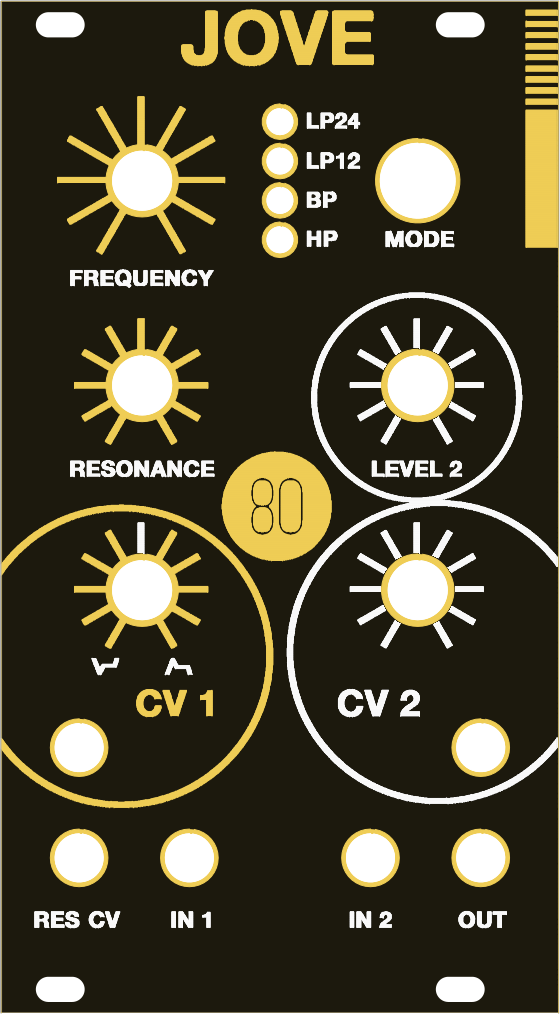 JOVE
LP24
LP12
BP
HP
MODE
FREQUENCY
RESONANCE
LEVEL 2
80
CV 1
CV 2
RES CV
IN 1
IN 2
OUT